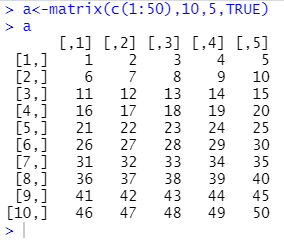 > a<-matrix(c(1:50),10,5,TRUE)
> a
      [,1] [,2] [,3] [,4] [,5]
 [1,]    1    2    3    4    5
 [2,]    6    7    8    9   10
 [3,]   11   12   13   14   15
 [4,]   16   17   18   19   20
 [5,]   21   22   23   24   25
 [6,]   26   27   28   29   30
 [7,]   31   32   33   34   35
 [8,]   36   37   38   39   40
 [9,]   41   42   43   44   45
[10,]   46   47   48   49   50
>